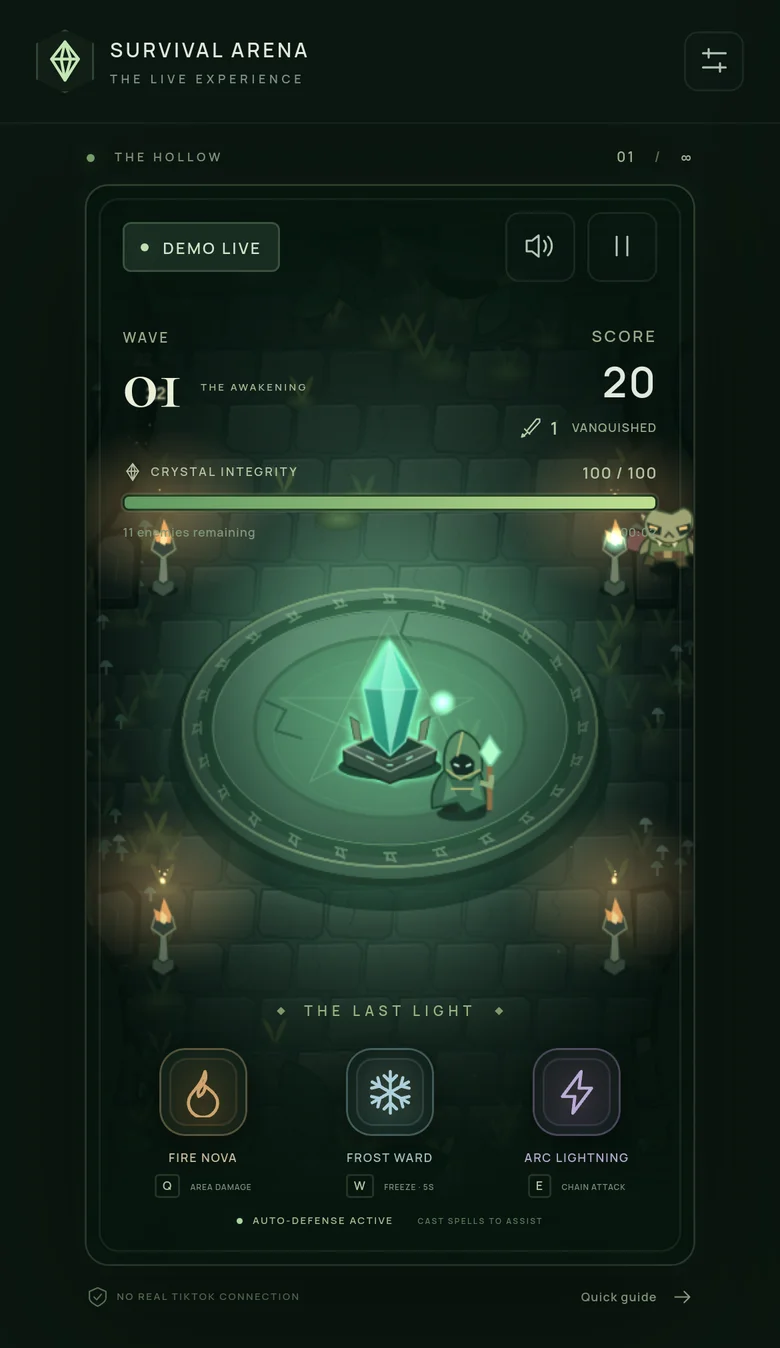 SURVIVAL ARENA
THE LIVE EXPERIENCE
THE HOLLOW
01 / ∞
DEMO LIVE
WAVE
SCORE
01
THE AWAKENING
20
1 VANQUISHED
CRYSTAL INTEGRITY
100 / 100
11 enemies remaining
THE LAST LIGHT
FIRE NOVA
FROST WARD
ARC LIGHTNING
Q AREA DAMAGE
W FREEZE · 5S
E CHAIN ATTACK
AUTO-DEFENSE ACTIVE
CAST SPELLS TO ASSIST
NO REAL TIKTOK CONNECTION
Quick guide